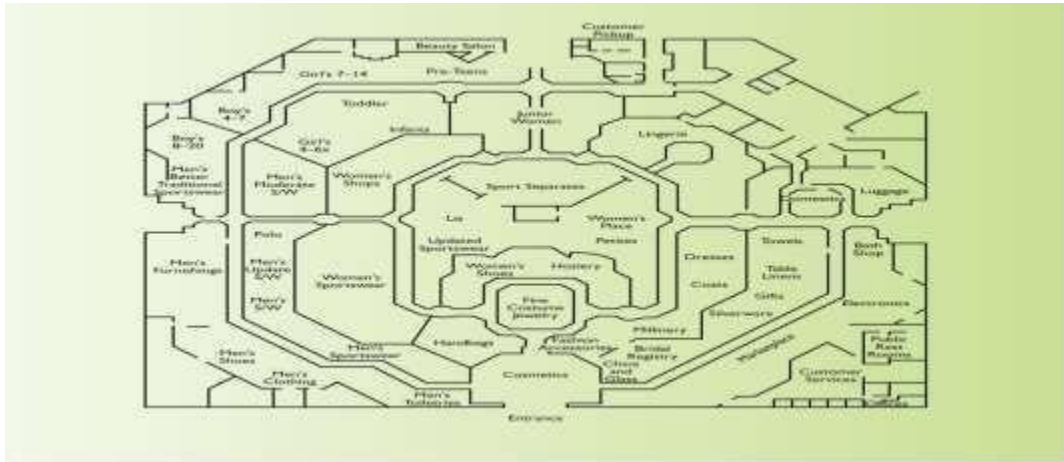 Customer
Pickup
Beauty Salon
Girl's 7-14
Pre-Teens
Toddler
Boy's
4-7
Junior
Women
Infants
Lingerie
Boy's
8-20
Girl's
4-6x
Men's
Better
Traditional
Sportswear
Men's
Moderate
S/W
Women's
Shops
Sport Separates
Luggage
Women's
Place
Petites
Updated
Sportswear
Polo
Towels
Men's
Furnishings
Men's
Update
S/W
Women's
Sportswear
Women's
Shoes
Hosiery
Dresses
Bath
Shop
Table
Linens
Coats
Gifts
Men's
S/W
Fine
Costume
Jewelry
Silverware
Electronics
Millinery
Handbags
Fashion
Accessories
Bridal
Registry
Marketplace
Public
Rest
Rooms
Men's
Shoes
Men's
Sportswear
Men's
Clothing
Cosmetics
China
and
Glass
Customer
Services
Men's
Toiletries
Entrance